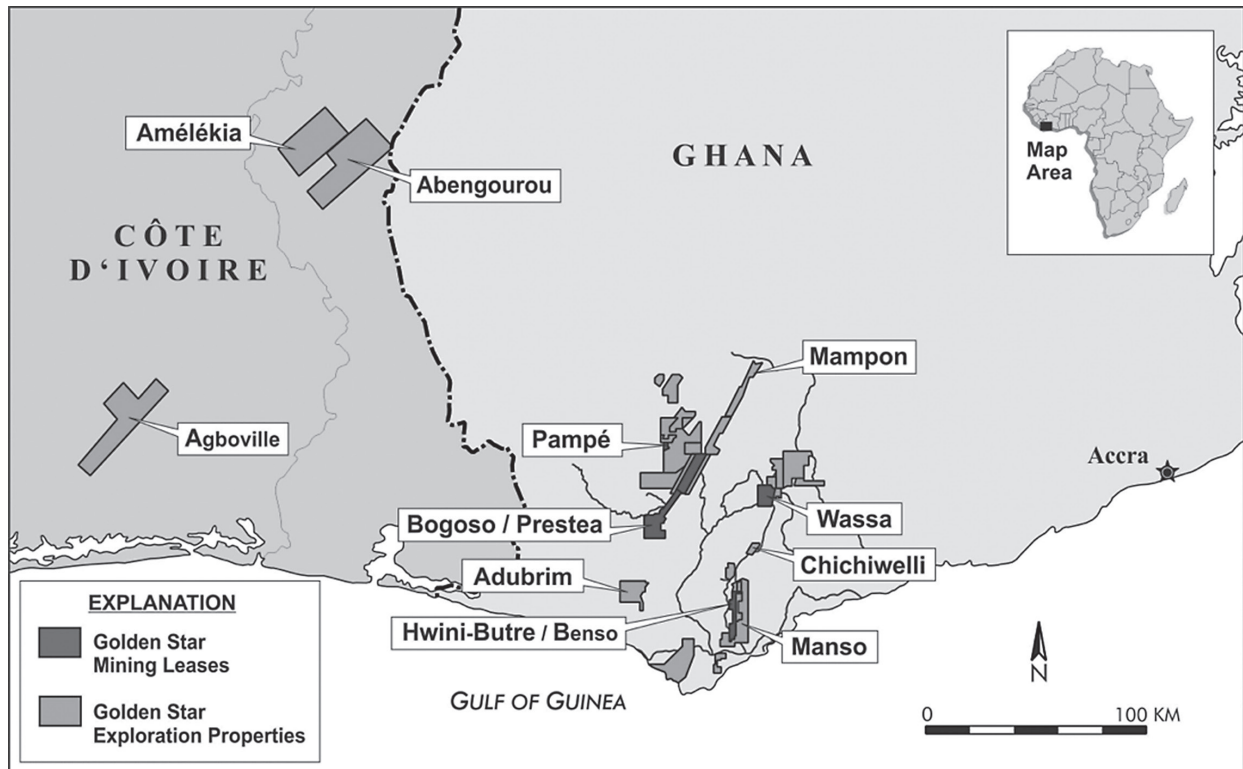 Amélékia
Abengourou
GHANA
Map
Area
CÔTE
D‘IVOIRE
Mampon
Agboville
Pampé
Accra
Bogoso / Prestea
Wassa
Chichiwelli
Adubrim
Hwini-Butre / Benso
Manso
EXPLANATION
Golden Star
Mining Leases
Golden Star
Exploration Properties
GULF OF GUINEA
N
0 100 KM